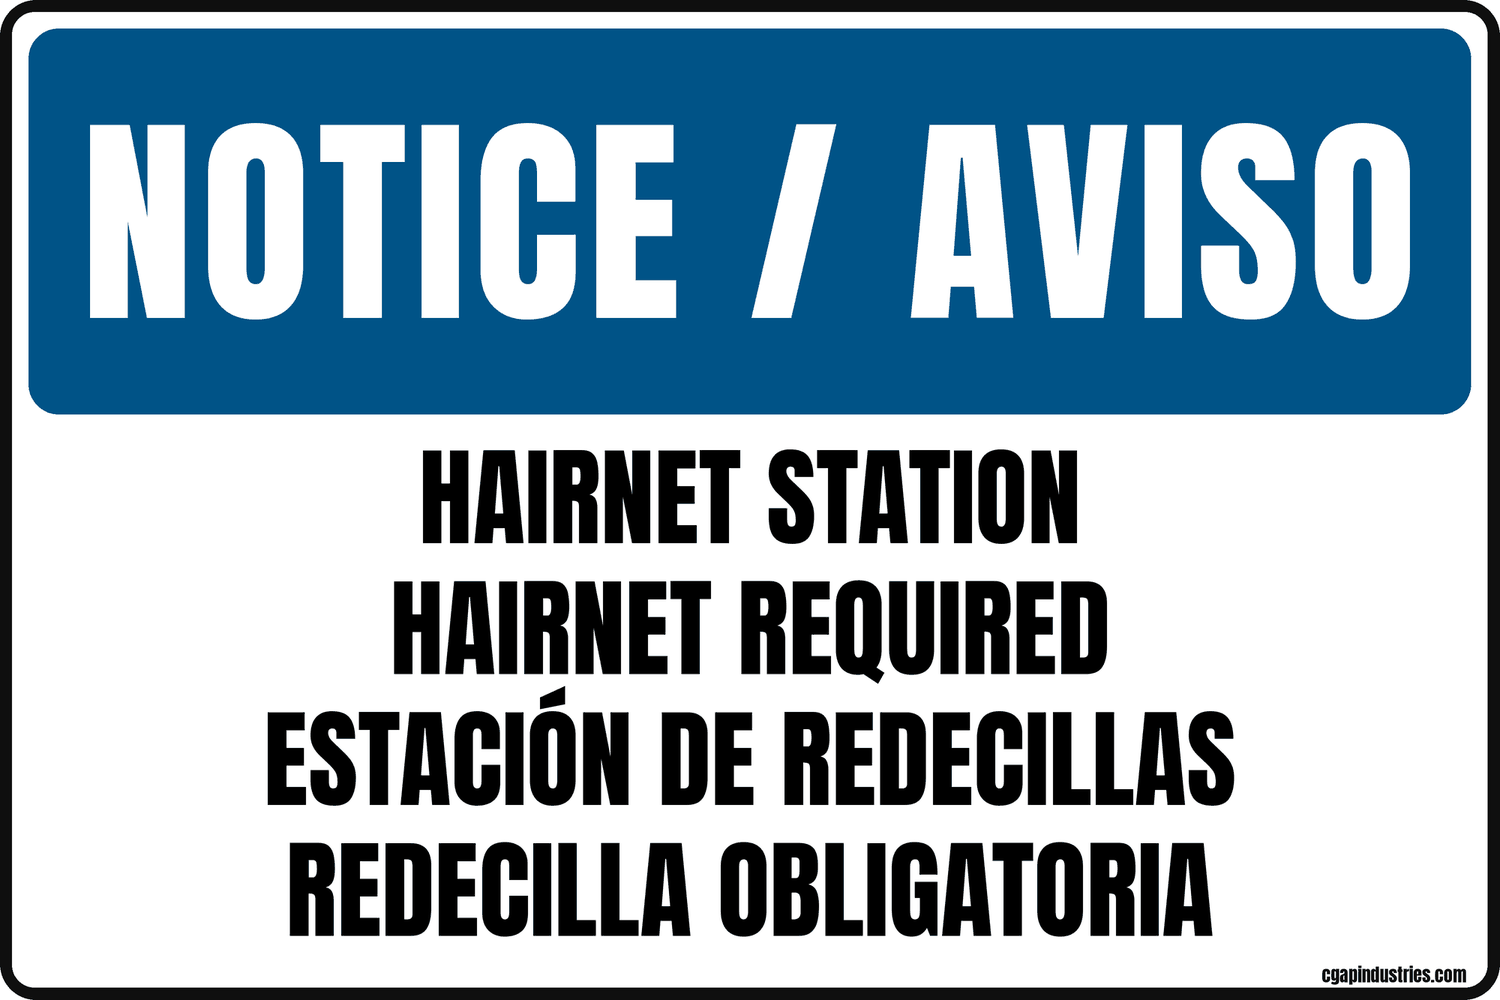 NOTICE / AVISO
HAIRNET STATION
HAIRNET REQUIRED
ESTACIÓN DE REDECILLAS
REDECILLA OBLIGATORIA
cgapindustries.com